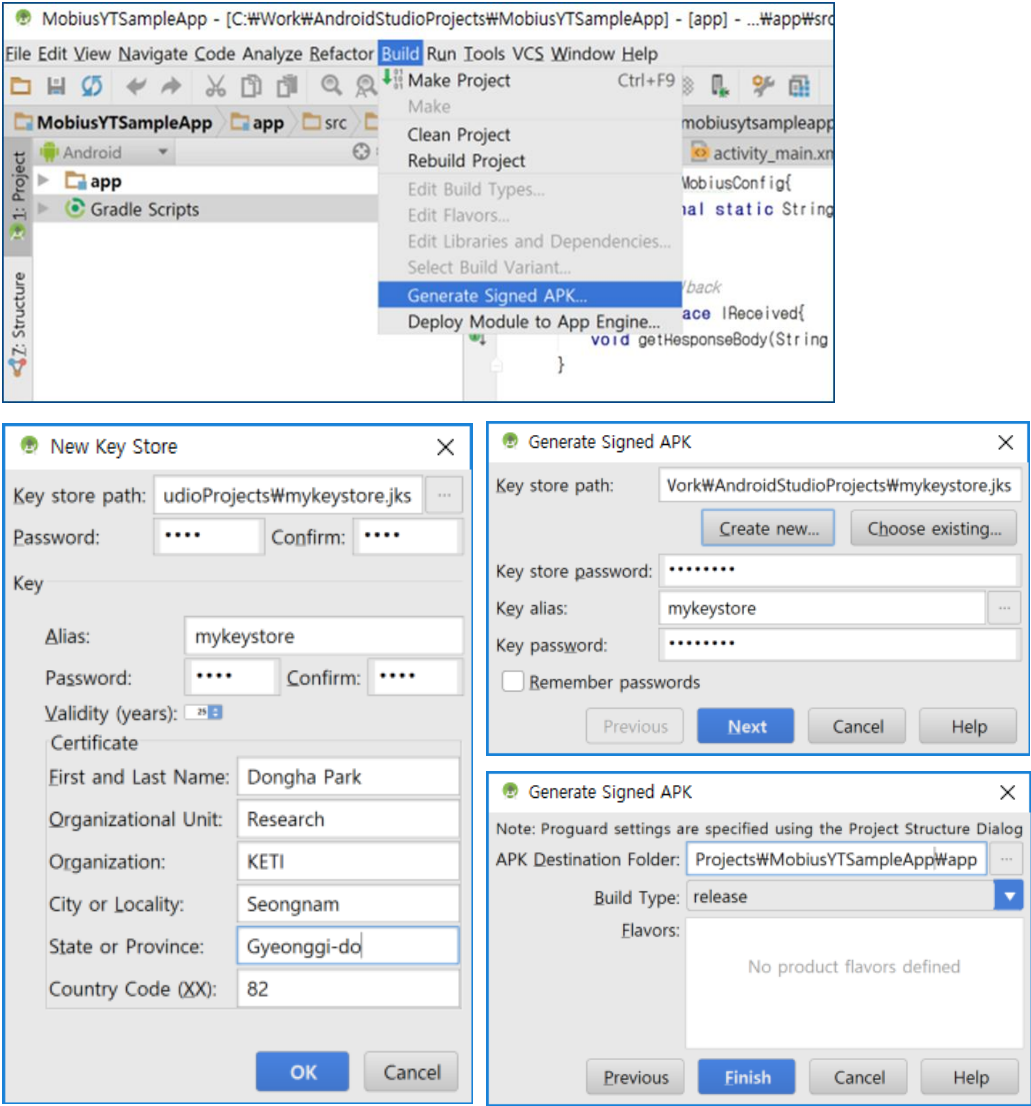 MobiusYTSampleApp - [C:₩Work₩AndroidStudioProjects₩MobiusYTSampleApp] - [app] - ...₩app₩src
File Edit View Navigate Code Analyze Refactor Build Run Tools VCS Window Help
Make Project Ctrl+F9
Make
MobiusYTSampleApp app src mobiusytsampleapp
Clean Project
Android activity_main.xm
Rebuild Project
1: Project
app
MobiusConfig{
Edit Build Types...
Gradle Scripts
nal static String
Edit Flavors...
Edit Libraries and Dependencies...
Select Build Variant...
Z: Structure
back
Generate Signed APK...
ace IReceived{
Deploy Module to App Engine...
void getResponseBody(String
}
New Key Store
Key store path: udioProjects₩mykeystore.jks ...
Password: •••• Confirm: ••••
Key
Alias: mykeystore
Password: •••• Confirm: ••••
Validity (years): 25
Certificate
First and Last Name: Dongha Park
Organizational Unit: Research
Organization: KETI
City or Locality: Seongnam
State or Province: Gyeonggi-do
Country Code (XX): 82
OK Cancel
Generate Signed APK
Key store path: Vork₩AndroidStudioProjects₩mykeystore.jks
Create new... Choose existing...
Key store password: ••••••••
Key alias: mykeystore ...
Key password: ••••••••
Remember passwords
Previous Next Cancel Help
Generate Signed APK
Note: Proguard settings are specified using the Project Structure Dialog
APK Destination Folder: Projects₩MobiusYTSampleApp₩app ...
Build Type: release
Flavors:
No product flavors defined
Previous Finish Cancel Help